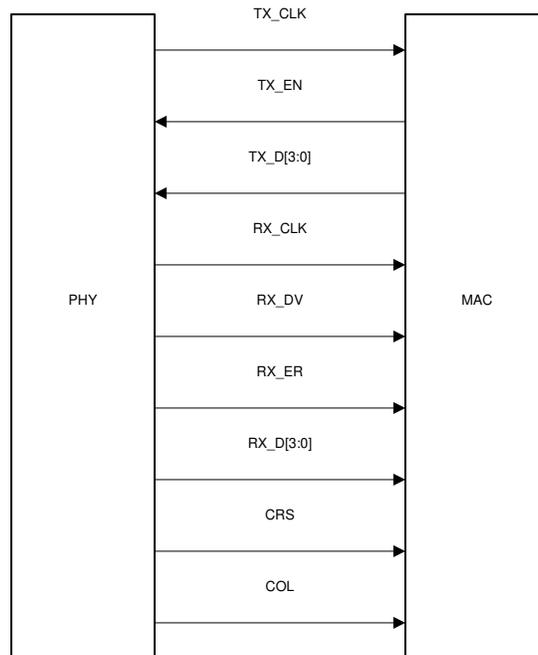 TX_CLK
TX_EN
TX_D[3:0]
RX_CLK
PHY
RX_DV
MAC
RX_ER
RX_D[3:0]
CRS
COL